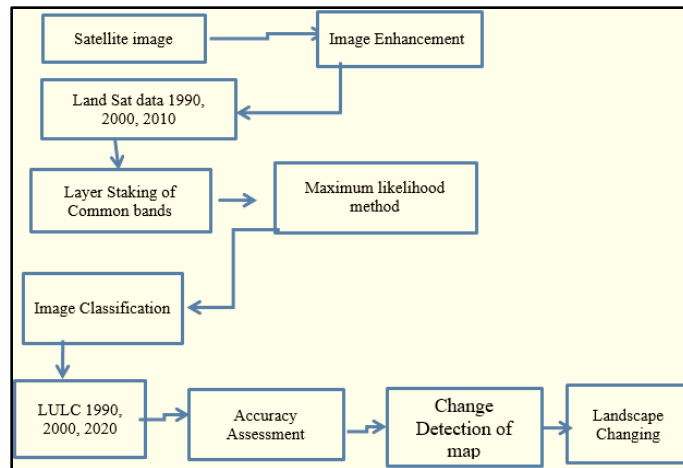 Satellite image
Image Enhancement
Land Sat data 1990,
2000, 2010
Layer Staking of
Common bands
Maximum likelihood
method
Image Classification
LULC 1990,
2000, 2020
Accuracy
Assessment
Change
Detection of
map
Landscape
Changing